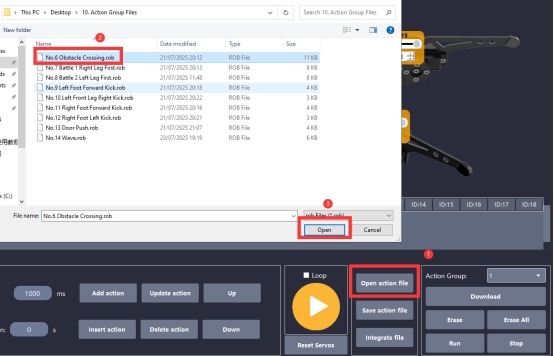 This PC > Desktop > 10. Action Group Files
Search 10. Action Group Files
New folder
2
Name Date modified Type Size
No.6 Obstacle Crossing.rob 21/07/2025 20:12 ROB File 11 KB
No.7 Battle 1 Right Leg First.rob 21/07/2025 20:13 ROB File 8 KB
No.8 Battle 2 Left Leg First.rob 21/07/2025 11:48 ROB File 8 KB
No.9 Left Foot Forward Kick.rob 21/07/2025 20:18 ROB File 4 KB
No.10 Left Front Leg Right Kick.rob 21/07/2025 20:22 ROB File 3 KB
No.11 Right Foot Forward Kick.rob 21/07/2025 20:16 ROB File 4 KB
No.12 Right Foot Left Kick.rob 21/07/2025 20:21 ROB File 3 KB
No.13 Door Push.rob 21/07/2025 21:07 ROB File 4 KB
No.14 Wave.rob 23/07/2025 19:19 ROB File 6 KB
(C:)
3
File name: No.6 Obstacle Crossing.rob
rob Files (*.rob)
Open Cancel
ID:14 ID:15 ID:16 ID:17 ID:18
1
1000 ms Add action Update action Up
0 s Insert action Delete action Down
Loop
Reset Servos
Open action file
Save action file
Integrate file
Action Group: 1
Download
Erase Erase All
Run Stop